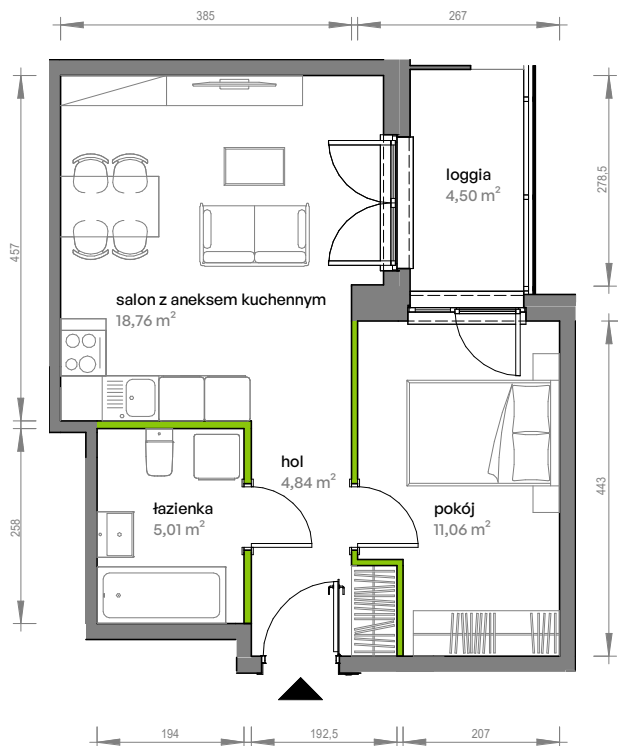 385
267
457
278,5
loggia
4,50 m²
salon z aneksem kuchennym
18,76 m²
hol
4,84 m²
łazienka
5,01 m²
pokój
11,06 m²
258
443
194
192,5
207